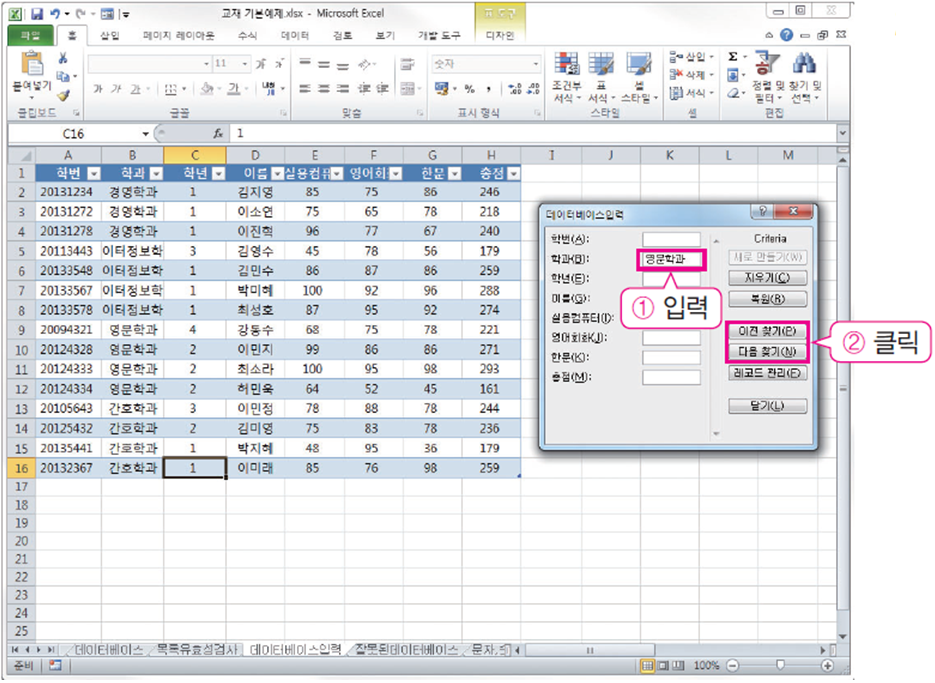 교재 기본예제.xlsx - Microsoft Excel
표 도구
파일 홈 삽입 페이지 레이아웃 수식 데이터 검토 보기 개발 도구 디자인
붙여넣기
클립보드
11
가 가 가
글꼴
맞춤
숫자
표시 형식
조건부 서식 표 서식 셀 스타일
스타일
삽입
삭제
서식
셀
정렬 및 필터 찾기 및 선택
편집
C16 fx 1
A B C D E F G H I J K L M
1 학번 학과 학년 이름 실용컴퓨 영어회 한문 총점
2 20131234 경영학과 1 김지영 85 75 86 246
3 20131272 경영학과 1 이소연 75 65 78 218
4 20131278 경영학과 1 이진혁 96 77 67 240
5 20113443 이터정보학 3 김영수 45 78 56 179
6 20133548 이터정보학 1 김민수 86 87 86 259
7 20133567 이터정보학 1 박미혜 100 92 96 288
8 20133578 이터정보학 1 최성호 87 95 92 274
9 20094321 영문학과 4 강동수 68 75 78 221
10 20124328 영문학과 2 이민지 99 86 86 271
11 20124333 영문학과 2 최소라 100 95 98 293
12 20124334 영문학과 2 허민욱 64 52 45 161
13 20105643 간호학과 3 이민정 78 88 78 244
14 20125432 간호학과 2 김미영 75 83 78 236
15 20135441 간호학과 1 박지혜 48 95 36 179
16 20132367 간호학과 1 이미래 85 76 98 259
17
18
19
20
21
22
23
24
25
데이터베이스입력
학번(A):
학과(B): 영문학과
학년(E):
이름(G):
실용컴퓨터(I):
영어회화(J):
한문(K):
총점(M):
Criteria
새로 만들기(W)
지우기(C)
복원(R)
이전 찾기(P)
다음 찾기(N)
레코드 관리(F)
닫기(L)
① 입력
② 클릭
데이터베이스 목록유효성검사 데이터베이스입력 잘못된데이터베이스
준비 100%